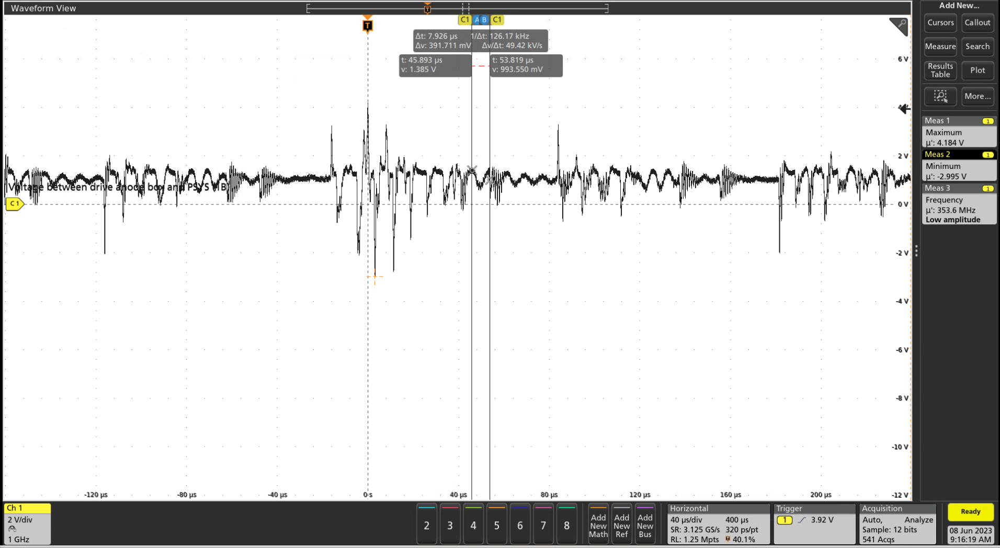 Waveform View
Add New...
T
C1 A B C1
T
Cursors Callout
Δt: 7.926 µs 1/Δt: 126.17 kHz
Δv: 391.711 mV Δv/Δt: 49.42 kV/s
Measure Search
t: 45.893 µs
v: 1.385 V
t: 53.819 µs
v: 993.550 mV
6 V
Results
Table
Plot
More...
Meas 1 1
Maximum
µ': 4.184 V
2 V
Meas 2 1
Minimum
µ': -2.995 V
Voltage between drive anode box and PSYS
Meas 3 1
Frequency
µ': 353.6 MHz
Low amplitude
C1
0 V
-2 V
-4 V
-6 V
-8 V
-10 V
-120 µs -80 µs -40 µs 0 s 40 µs 80 µs 120 µs 160 µs 200 µs -12 V
Ch 1
2 V/div
1 GHz
2 3 4 5 6 7 8
Add
New
Math
Add
New
Ref
Add
New
Bus
Horizontal
40 µs/div 400 µs
SR: 3.125 GS/s 320 ps/pt
RL: 1.25 Mpts T 40.1%
Trigger
1 3.92 V
Acquisition
Auto, Analyze
Sample: 12 bits
541 Acqs
Ready
08 Jun 2023
9:16:19 AM